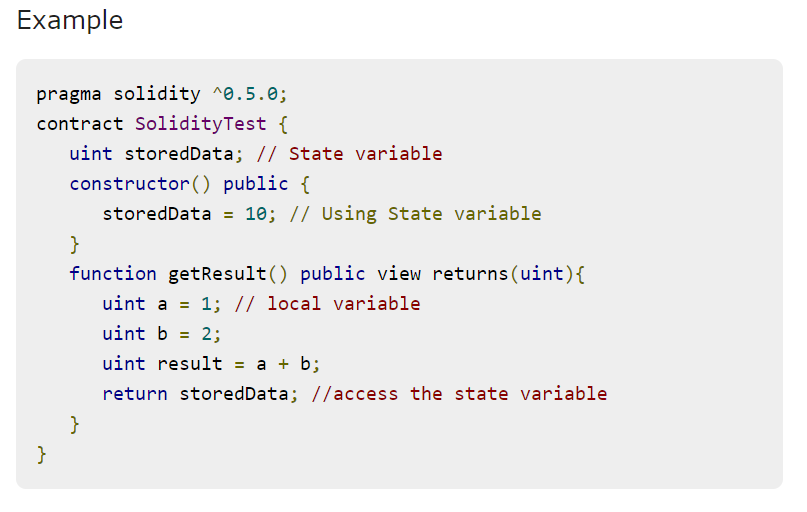 Example
pragma solidity ^0.5.0;
contract SolidityTest {
   uint storedData; // State variable
   constructor() public {
      storedData = 10; // Using State variable
   }
   function getResult() public view returns(uint){
      uint a = 1; // local variable
      uint b = 2;
      uint result = a + b;
      return storedData; //access the state variable
   }
}